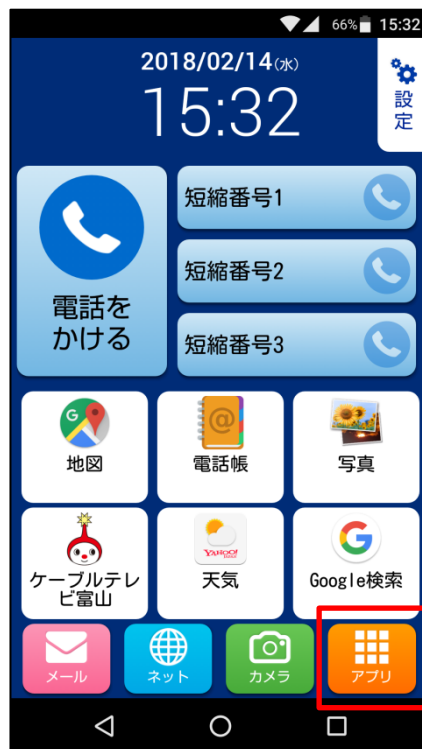 66% 15:32
2018/02/14(水)
15:32
設定
電話を
かける
短縮番号1
短縮番号2
短縮番号3
地図
電話帳
写真
ケーブルテレ
ビ富山
YAHOO!
天気
Google検索
メール
ネット
カメラ
アプリ